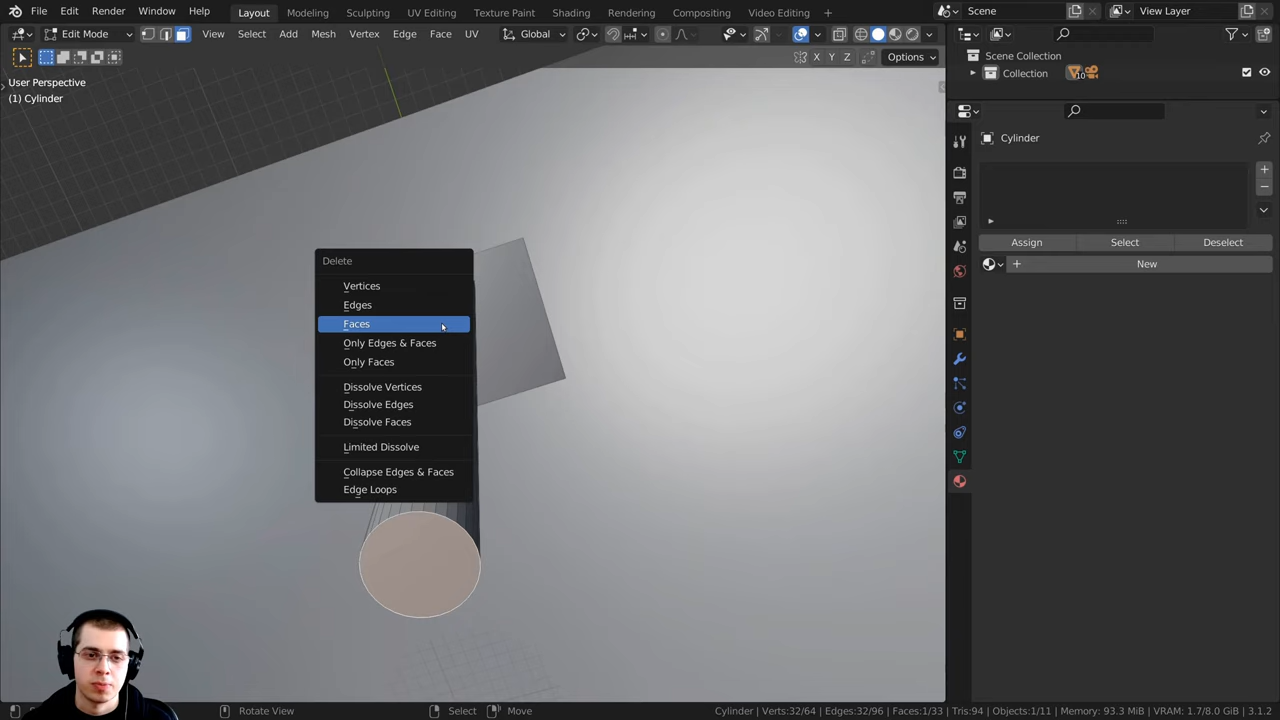 File Edit Render Window Help Layout Modeling Sculpting UV Editing Texture Paint Shading Rendering Compositing Video Editing + Scene View Layer
Edit Mode View Select Add Mesh Vertex Edge Face UV Global
X Y Z Options
User Perspective
(1) Cylinder
Delete
Vertices
Edges
Faces
Only Edges & Faces
Only Faces
Dissolve Vertices
Dissolve Edges
Dissolve Faces
Limited Dissolve
Collapse Edges & Faces
Edge Loops
Scene Collection
Collection 10
Cylinder
Assign Select Deselect
+ New
Rotate View Select Move Cylinder | Verts:32/64 | Edges:32/96 | Faces:1/33 | Tris:94 | Objects:1/11 | Memory: 93.3 MiB | VRAM: 1.7/8.0 GiB | 3.1.2